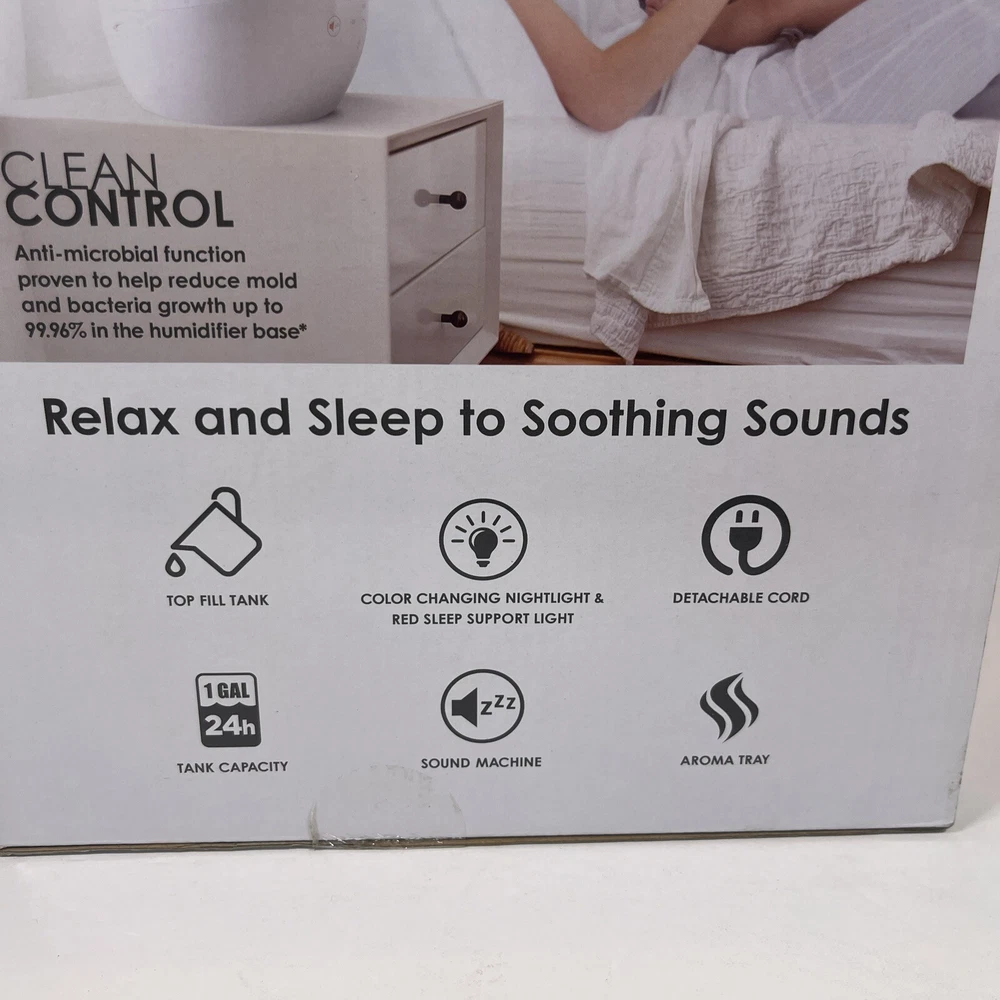 CLEAN
CONTROL
Anti-microbial function
proven to help reduce mold
and bacteria growth up to
99.96% in the humidifier base*
Relax and Sleep to Soothing Sounds
TOP FILL TANK
COLOR CHANGING NIGHTLIGHT &
RED SLEEP SUPPORT LIGHT
DETACHABLE CORD
1 GAL
24h
TANK CAPACITY
zzz
SOUND MACHINE
AROMA TRAY